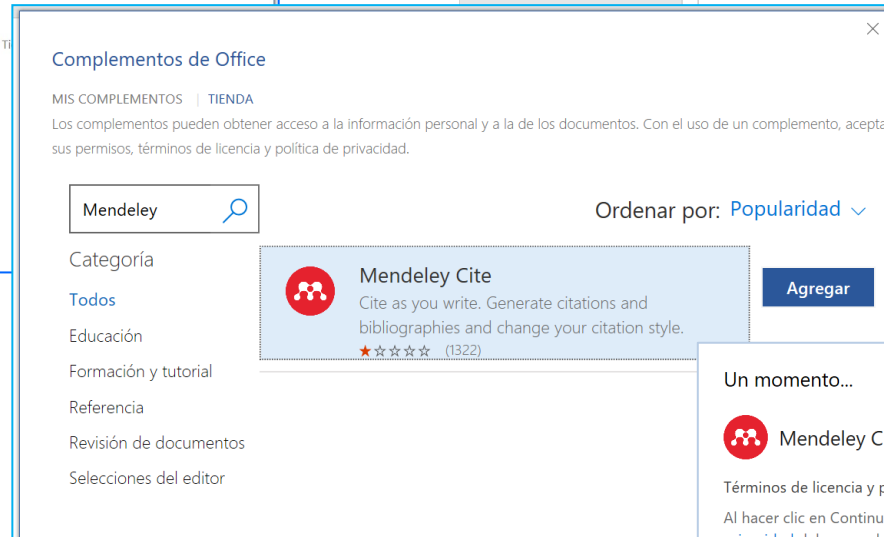 Complementos de Office
MIS COMPLEMENTOS | TIENDA
Los complementos pueden obtener acceso a la información personal y a la de los documentos. Con el uso de un complemento, acepta
sus permisos, términos de licencia y política de privacidad.
Mendeley
Ordenar por: Popularidad
Categoría
Todos
Educación
Formación y tutorial
Referencia
Revisión de documentos
Selecciones del editor
Mendeley Cite
Cite as you write. Generate citations and
bibliographies and change your citation style.
(1322)
Agregar
Un momento...
Mendeley C
Términos de licencia y p
Al hacer clic en Continu